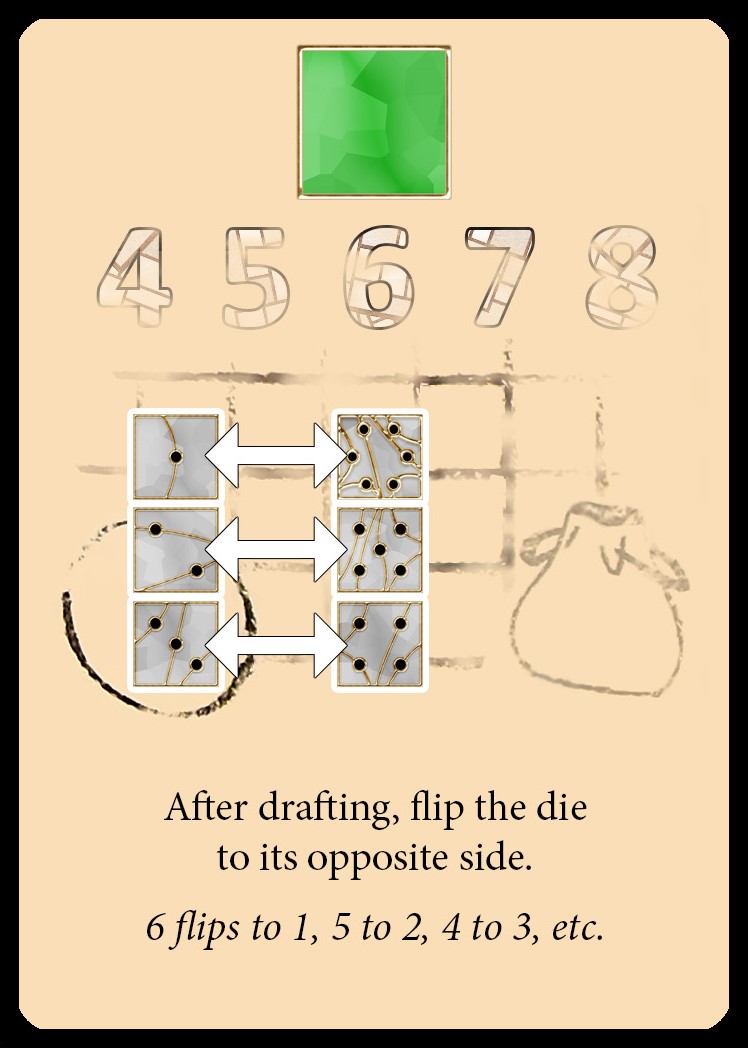 4 5 6 7 8
After drafting, flip the die
to its opposite side.
6 flips to 1, 5 to 2, 4 to 3, etc.